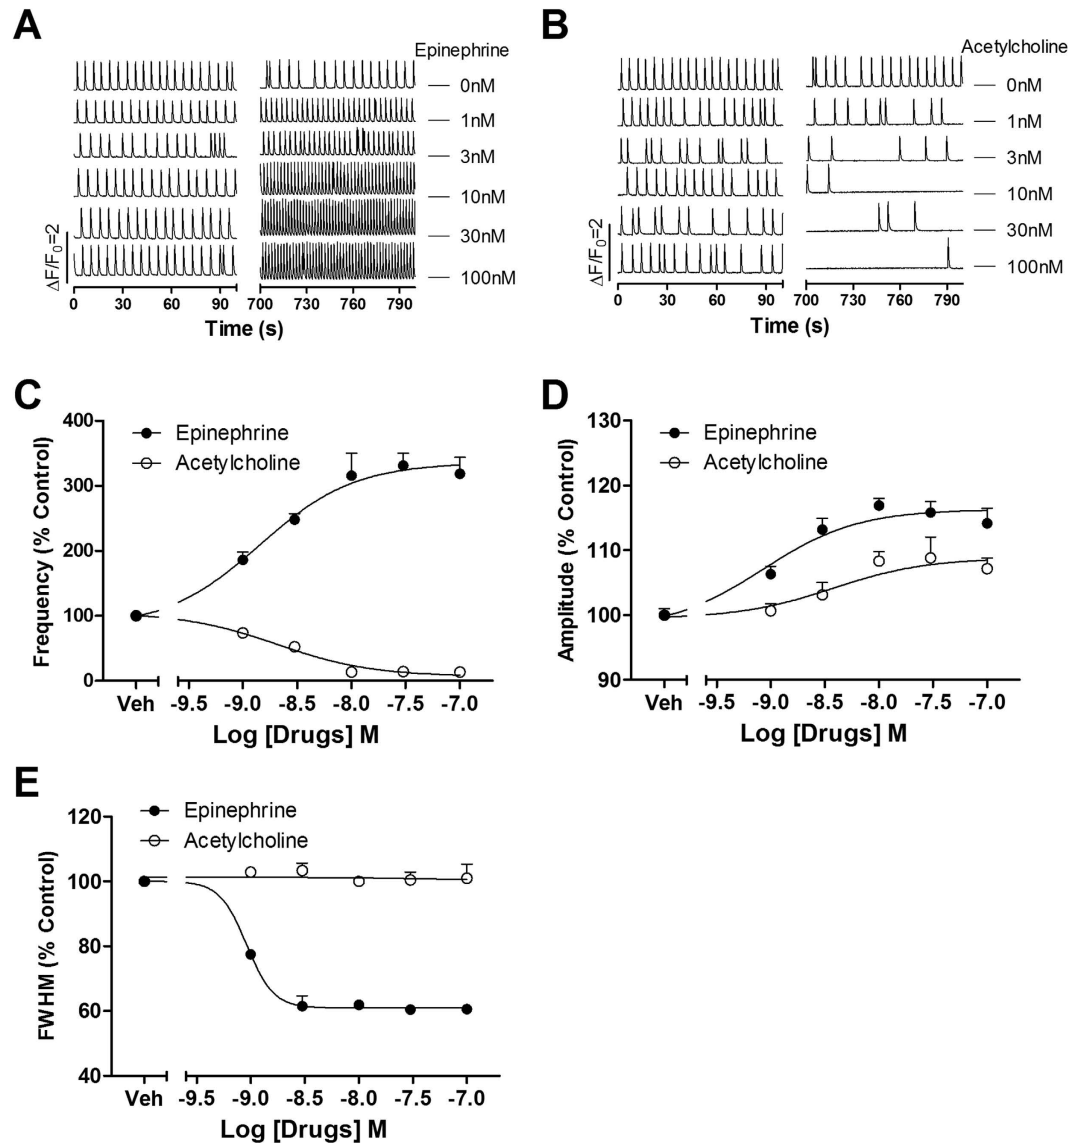 A
Epinephrine
0nM
1nM
3nM
10nM
30nM
100nM
ΔF/F0=2
0 30 60 90 700 730 760 790
Time (s)
B
Acetylcholine
0nM
1nM
3nM
10nM
30nM
100nM
ΔF/F0=2
0 30 60 90 700 730 760 790
Time (s)
C
Epinephrine
Acetylcholine
Frequency (% Control)
400
300
200
100
0
Veh -9.5 -9.0 -8.5 -8.0 -7.5 -7.0
Log [Drugs] M
D
Epinephrine
Acetylcholine
Amplitude (% Control)
130
120
110
100
90
Veh -9.5 -9.0 -8.5 -8.0 -7.5 -7.0
Log [Drugs] M
E
Epinephrine
Acetylcholine
FWHM (% Control)
120
100
80
60
40
Veh -9.5 -9.0 -8.5 -8.0 -7.5 -7.0
Log [Drugs] M